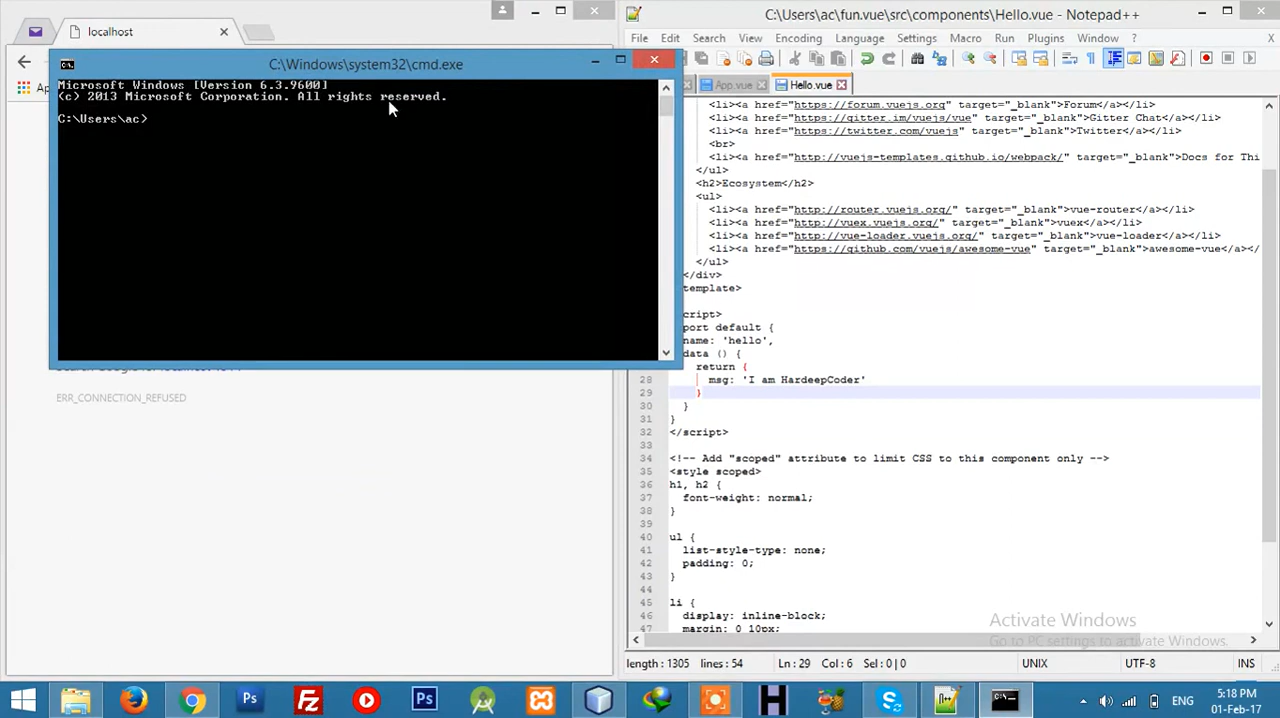 localhost
C:\Users\ac\fun.vue\src\components\Hello.vue - Notepad++
File Edit Search View Encoding Language Settings Macro Run Plugins Window ? X
C:\Windows\system32\cmd.exe
Microsoft Windows [Version 6.3.9600]
(c) 2013 Microsoft Corporation. All rights reserved.
C:\Users\ac>
ERR_CONNECTION_REFUSED
App.vue Hello.vue
<li><a href="https://forum.vuejs.org" target="_blank">Forum</a></li>
<li><a href="https://gitter.im/vuejs/vue" target="_blank">Gitter Chat</a></li>
<li><a href="https://twitter.com/vuejs" target="_blank">Twitter</a></li>
<br>
<li><a href="http://vuejs-templates.github.io/webpack/" target="_blank">Docs for Thi
</ul>
<h2>Ecosystem</h2>
<ul>
<li><a href="http://router.vuejs.org/" target="_blank">vue-router</a></li>
<li><a href="http://vuex.vuejs.org/" target="_blank">vuex</a></li>
<li><a href="http://vue-loader.vuejs.org/" target="_blank">vue-loader</a></li>
<li><a href="https://github.com/vuejs/awesome-vue" target="_blank">awesome-vue</a></
</ul>
</div>
template>
cript>
port default {
name: 'hello',
data () {
return {
28 msg: 'I am HardeepCoder'
29 }
30 }
31 }
32 </script>
33
34 <!-- Add "scoped" attribute to limit CSS to this component only -->
35 <style scoped>
36 h1, h2 {
37 font-weight: normal;
38 }
39
40 ul {
41 list-style-type: none;
42 padding: 0;
43 }
44
45 li {
46 display: inline-block;
47 margin: 0 10px;
Activate Windows
Go to PC settings to activate Windows.
length : 1305 lines : 54 Ln : 29 Col : 6 Sel : 0 | 0 UNIX UTF-8 INS
ENG
5:18 PM
01-Feb-17